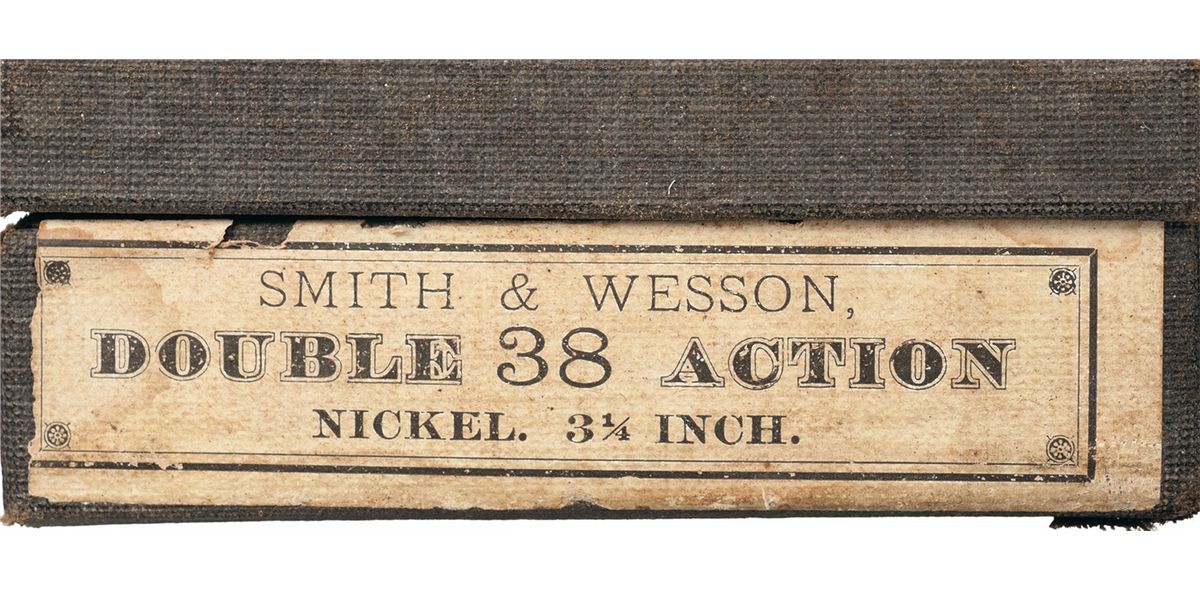 SMITH & WESSON,
DOUBLE 38 ACTION
NICKEL. 3¼ INCH.